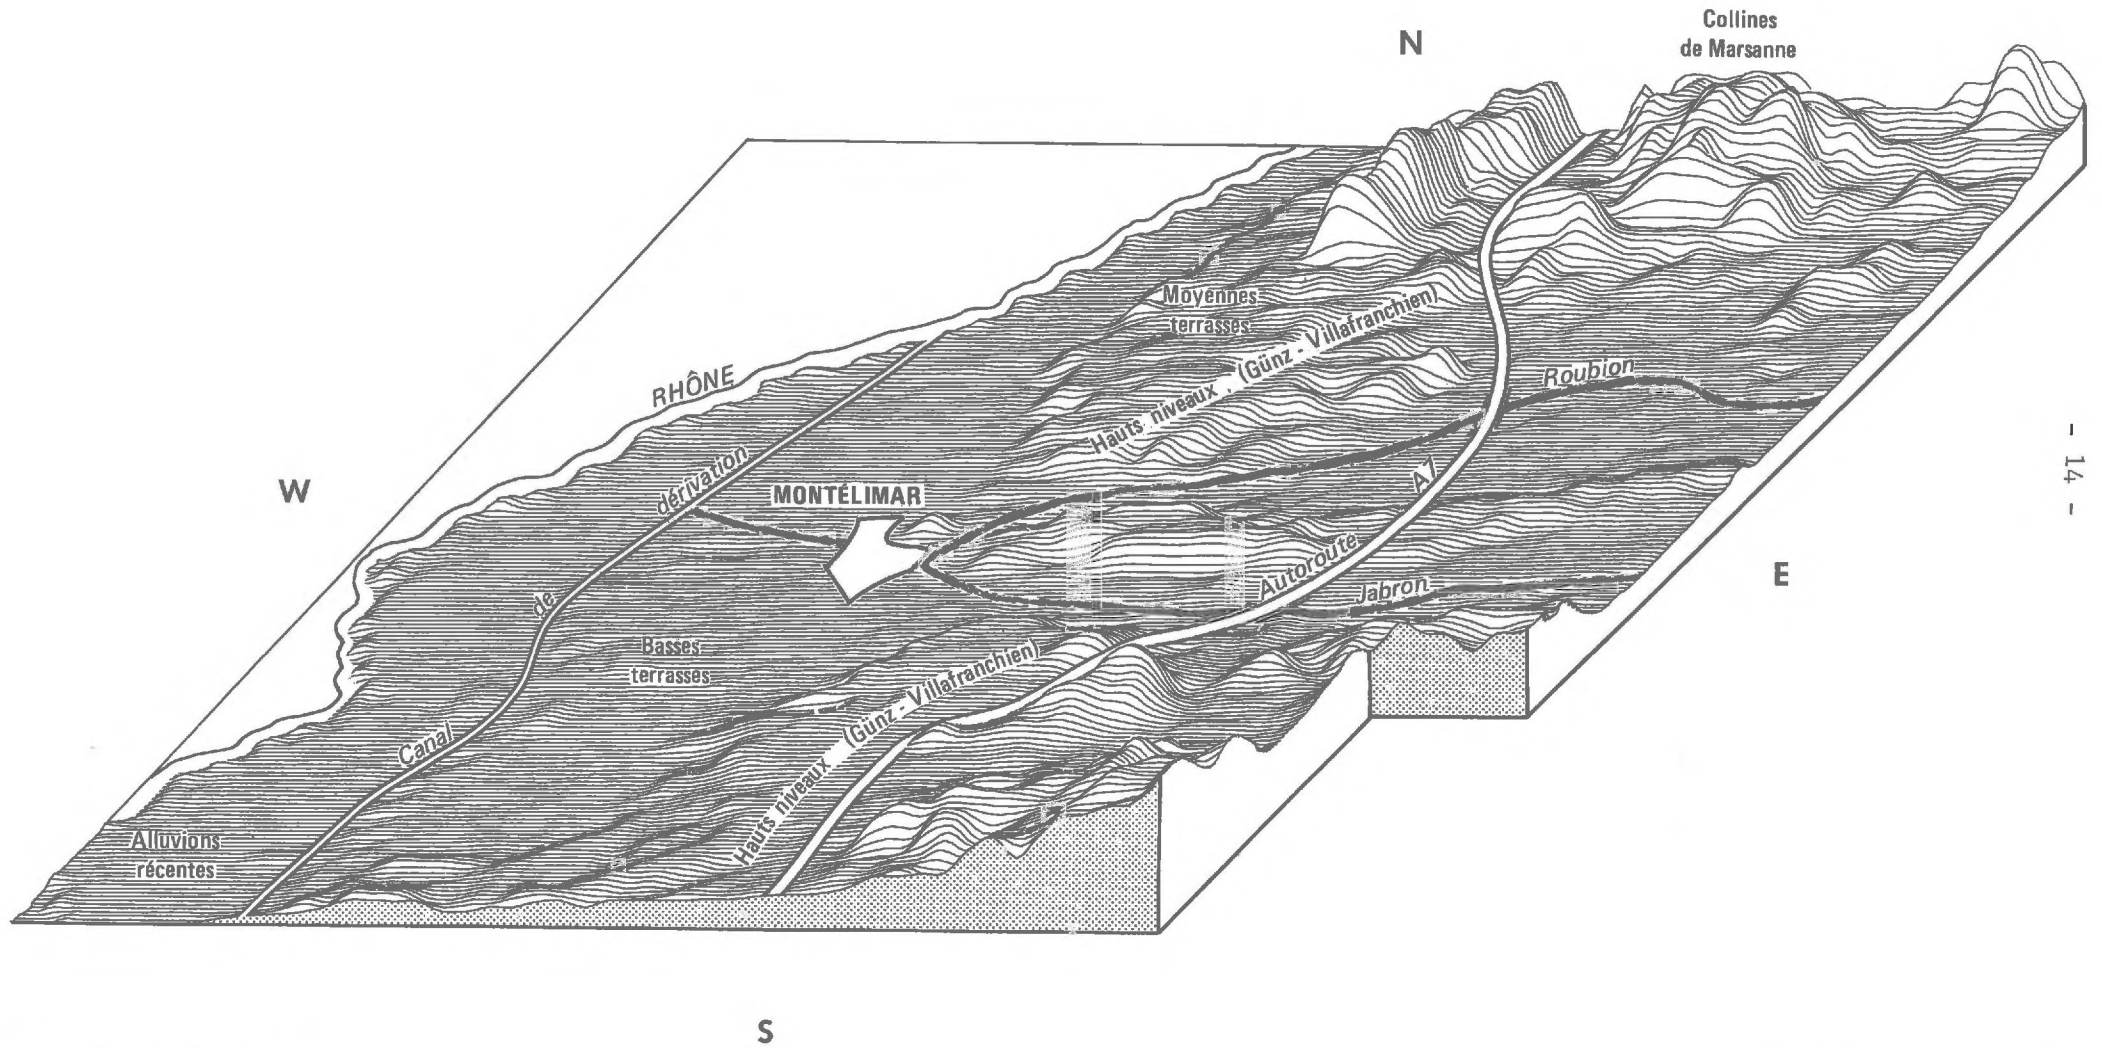 N
Collines
de Marsanne
Moyennes
terrasses
Hauts niveaux (Günz - Villafranchien)
RHÔNE
Roubion
W
Canal de dérivation
MONTÉLIMAR
Autoroute A7
Jabron
E
Basses
terrasses
Hauts niveaux (Günz - Villafranchien)
Alluvions
récentes
S
- 14 -